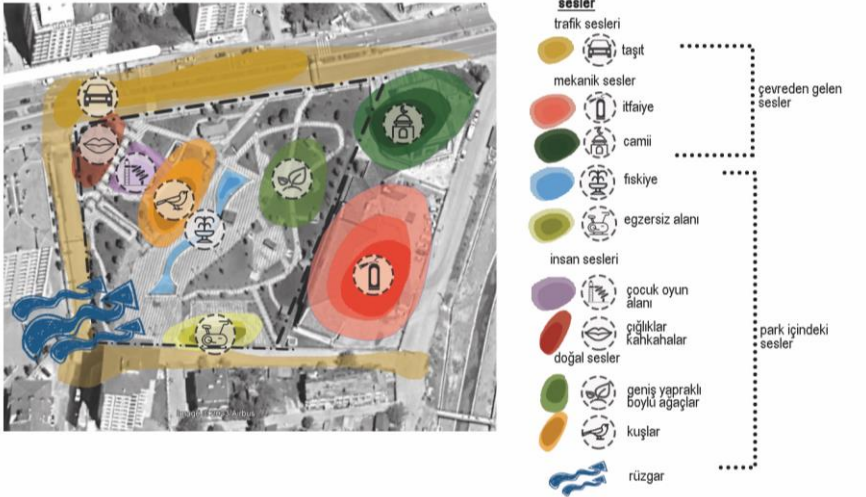 sesler
trafik sesleri
taşıt
mekanik sesler
itfaiye
camii
fıskiye
egzersiz alanı
insan sesleri
çocuk oyun
alanı
çığlıklar
kahkahalar
doğal sesler
geniş yapraklı
boylu ağaçlar
kuşlar
rüzgar
çevreden gelen
sesler
park içindeki
sesler
Airbus